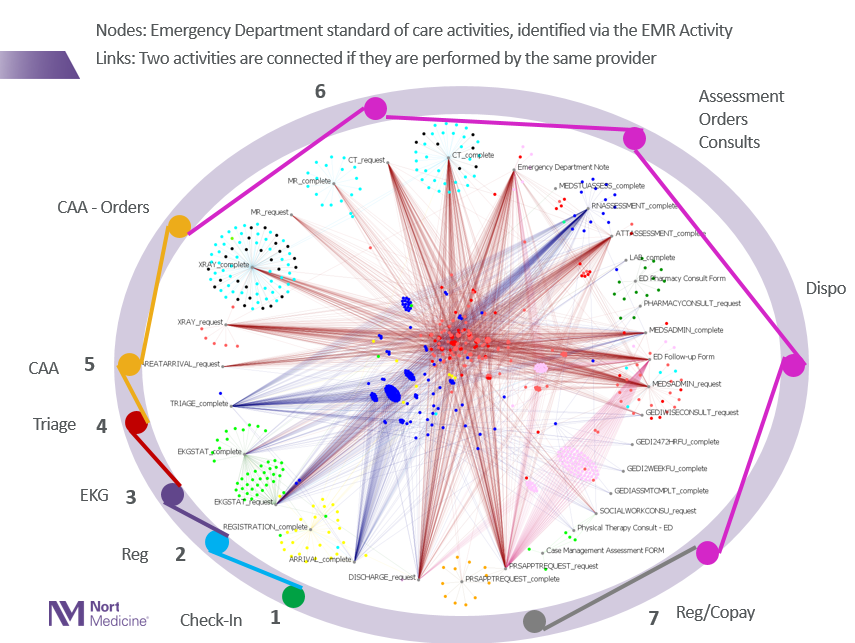 Nodes: Emergency Department standard of care activities, identified via the EMR Activity
Links: Two activities are connected if they are performed by the same provider
6
Assessment
Orders
Consults
CT_request
CT_complete
Emergency Department Note
MR_complete
MEDSTUASSESS_complete
CAA - Orders
RNASSESSMENT_complete
MR_request
ATTASSESSMENT_complete
XRAY_complete
LAB_complete
ED Pharmacy Consult Form
Dispo
PHARMACYCONSULT_request
XRAY_request
MEDSADMIN_complete
CAA
5
AREATARRIVAL_request
ED Follow-up Form
MEDSADMIN_request
TRIAGE_complete
GEDIWISECONSULT_request
Triage
4
EKGSTAT_complete
GEDI2472HRFU_complete
GEDI2WEEKFU_complete
EKG
3
EKGSTAT_request
GEDIASSMTCMPLT_complete
SOCIALWORKCONSU_request
REGISTRATION_complete
Physical Therapy Consult - ED
Reg
2
ARRIVAL_complete
Case Management Assessment FORM
PRSAPPTREQUEST_request
DISCHARGE_request
PRSAPPTREQUEST_complete
Nort
Medicine
Check-In
1
7
Reg/Copay